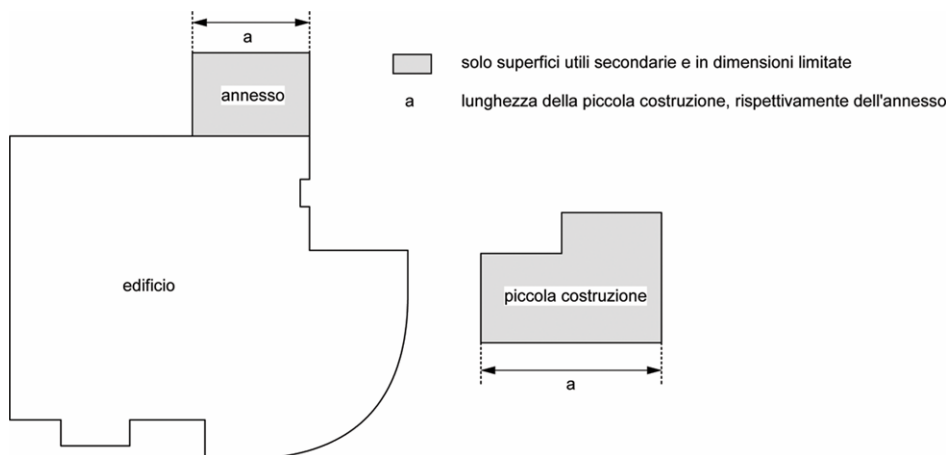 a
annesso
solo superfici utili secondarie e in dimensioni limitate
a lunghezza della piccola costruzione, rispettivamente dell'annesso
edificio
piccola costruzione
a